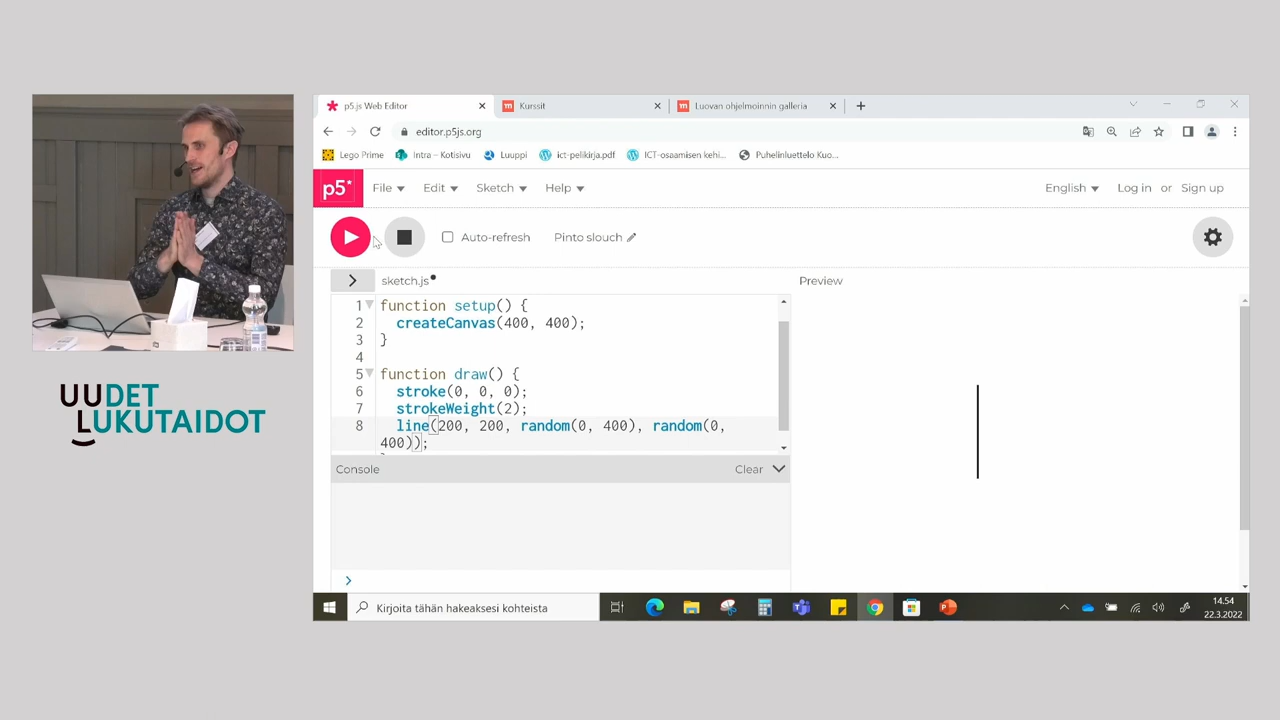 p5.js Web Editor
Kurssit
Luovan ohjelmoinnin galleria
editor.p5js.org
Lego Prime
Intra – Kotisivu
Luuppi
ict-pelikirja.pdf
ICT-osaamisen kehi...
Puhelinluettelo Kuo...
p5*
File
Edit
Sketch
Help
English
Log in or Sign up
Auto-refresh
Pinto slouch
sketch.js
Preview
1 function setup() {
2 createCanvas(400, 400);
3 }
4
5 function draw() {
6 stroke(0, 0, 0);
7 strokeWeight(2);
8 line(200, 200, random(0, 400), random(0,
400));
Console
Clear
>
Kirjoita tähän hakeaksesi kohteista
14.54
22.3.2022
UUDET
LUKUTAIDOT